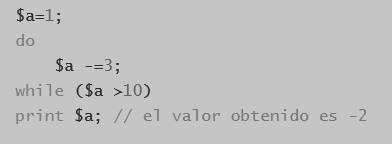 $a=1;
do
    $a -=3;
while ($a >10)
print $a; // el valor obtenido es -2